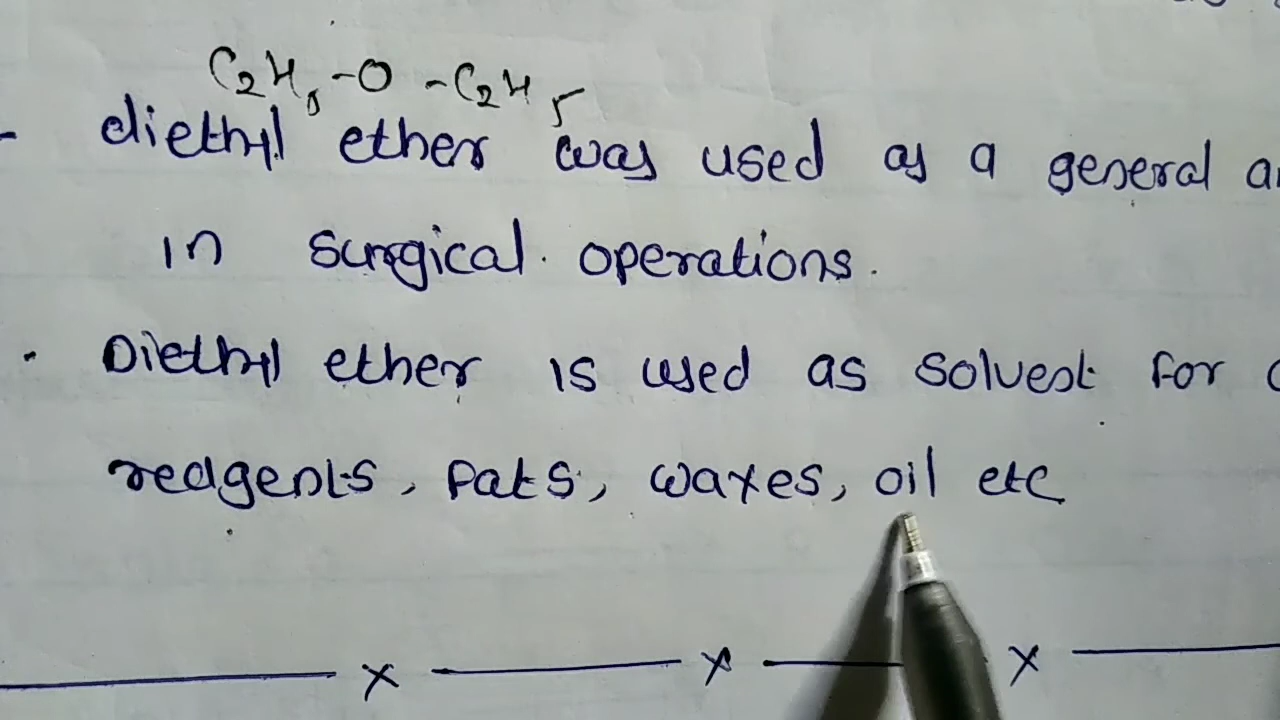 C2H5-O-C2H5
- diethyl ether was used as a general
in surgical operations.
· Diethyl ether is used as solvent for
reagents, Fats, waxes, oil etc
x x x